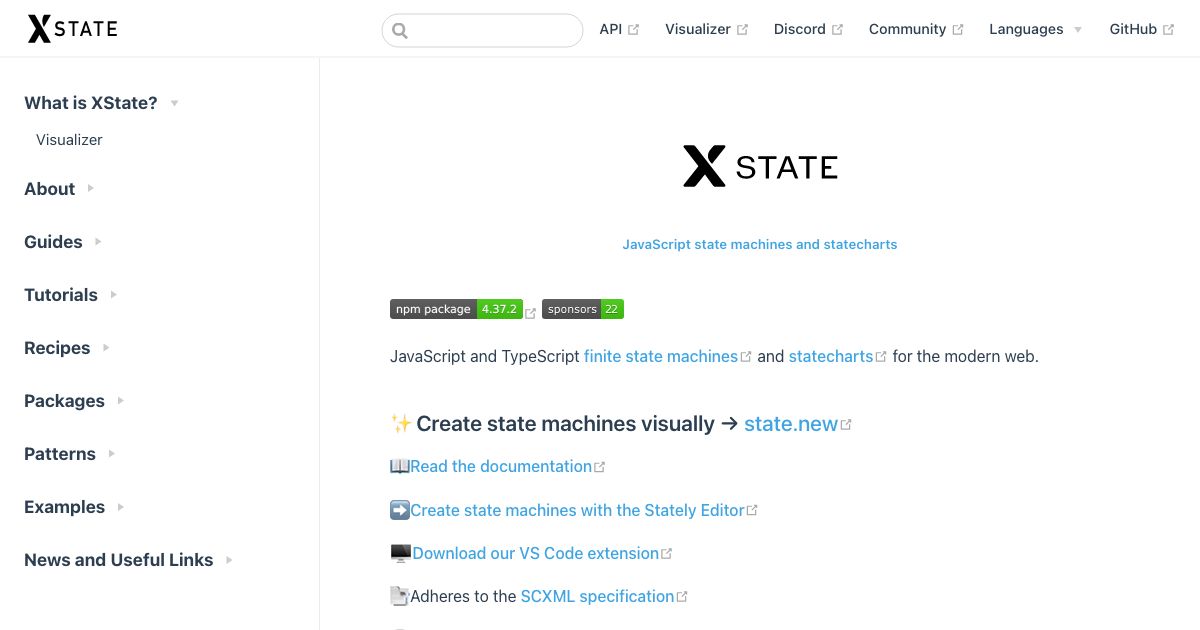 XSTATE
API
Visualizer
Discord
Community
Languages
GitHub
What is XState?
Visualizer
About
Guides
Tutorials
Recipes
Packages
Patterns
Examples
News and Useful Links
XSTATE
JavaScript state machines and statecharts
npm package 4.37.2 sponsors 22
JavaScript and TypeScript finite state machines and statecharts for the modern web.
✨ Create state machines visually → state.new
📖Read the documentation
➡️Create state machines with the Stately Editor
🖥Download our VS Code extension
📑Adheres to the SCXML specification